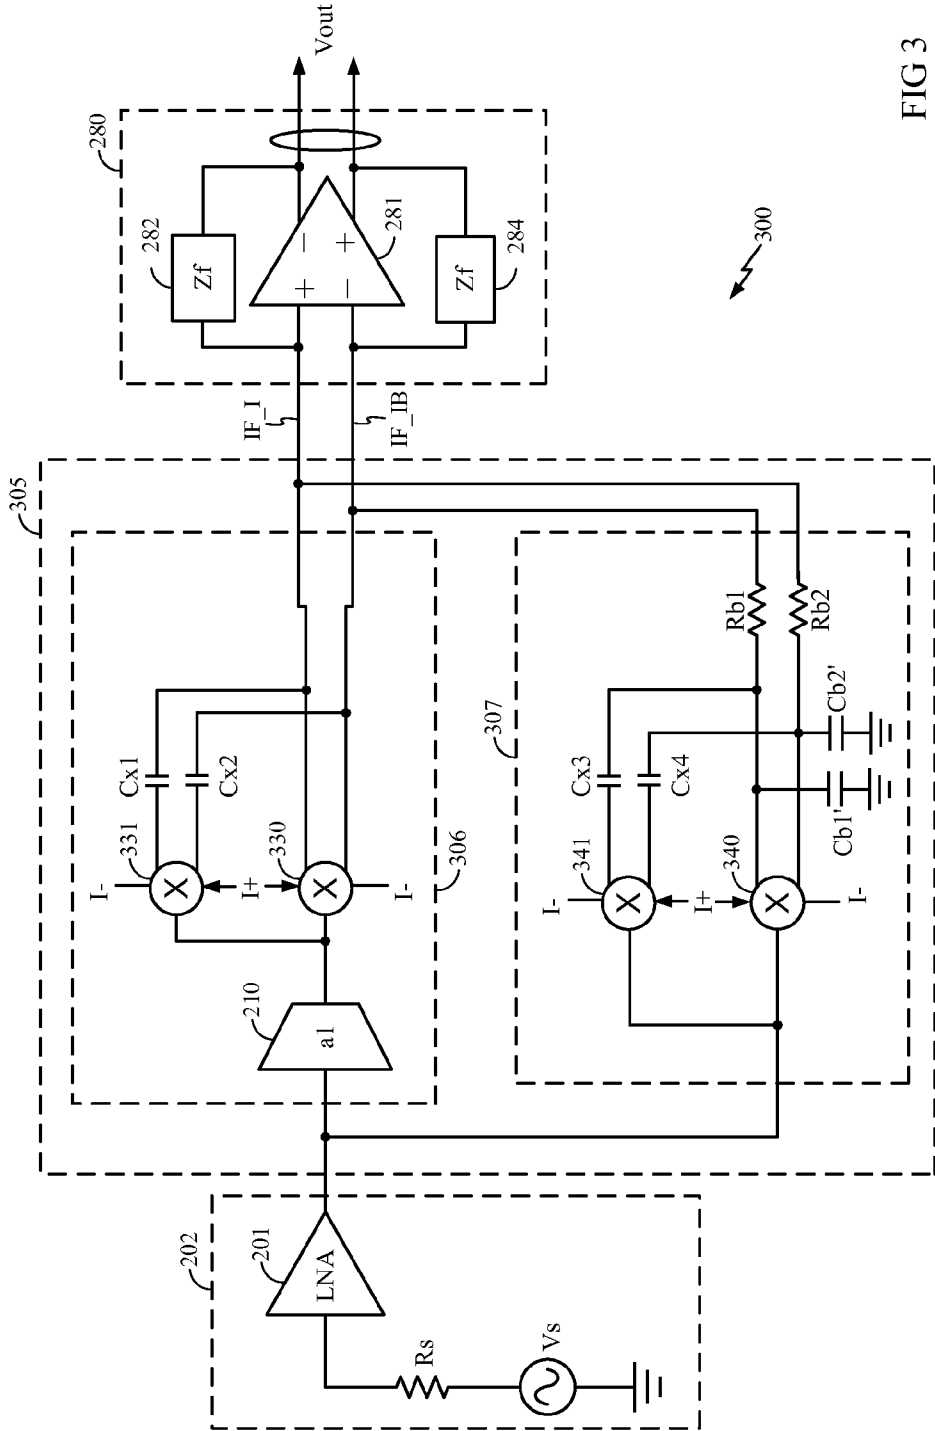 280
282
Zf
Vout
+
−
−
+
281
Zf
284
FIG 3
300
IF_I
IF_IB
305
Cx1
Cx2
331
330
I-
X
I+
X
I-
306
210
a1
307
Rb1
Rb2
Cx3
Cx4
Cb2'
Cb1'
341
340
I-
X
I+
X
I-
202
201
LNA
Rs
Vs